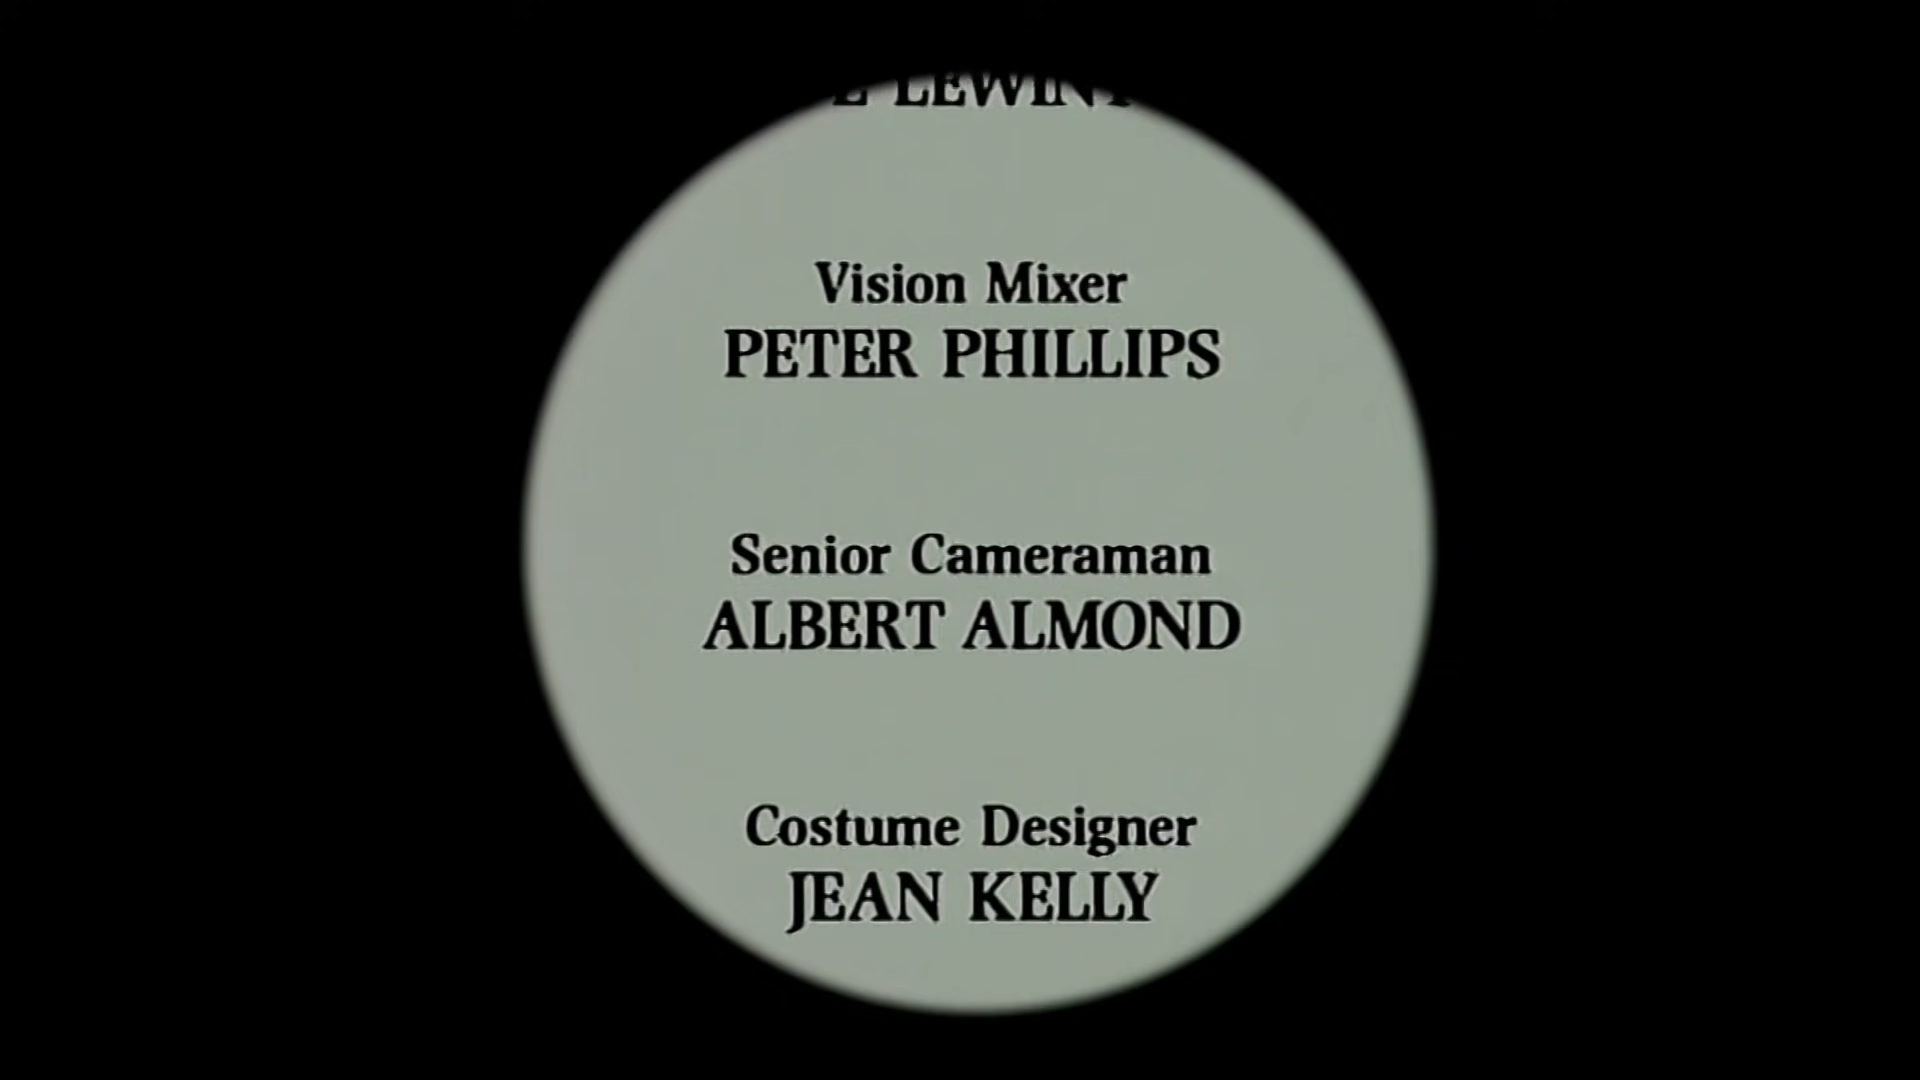 Vision Mixer
PETER PHILLIPS
Senior Cameraman
ALBERT ALMOND
Costume Designer
JEAN KELLY